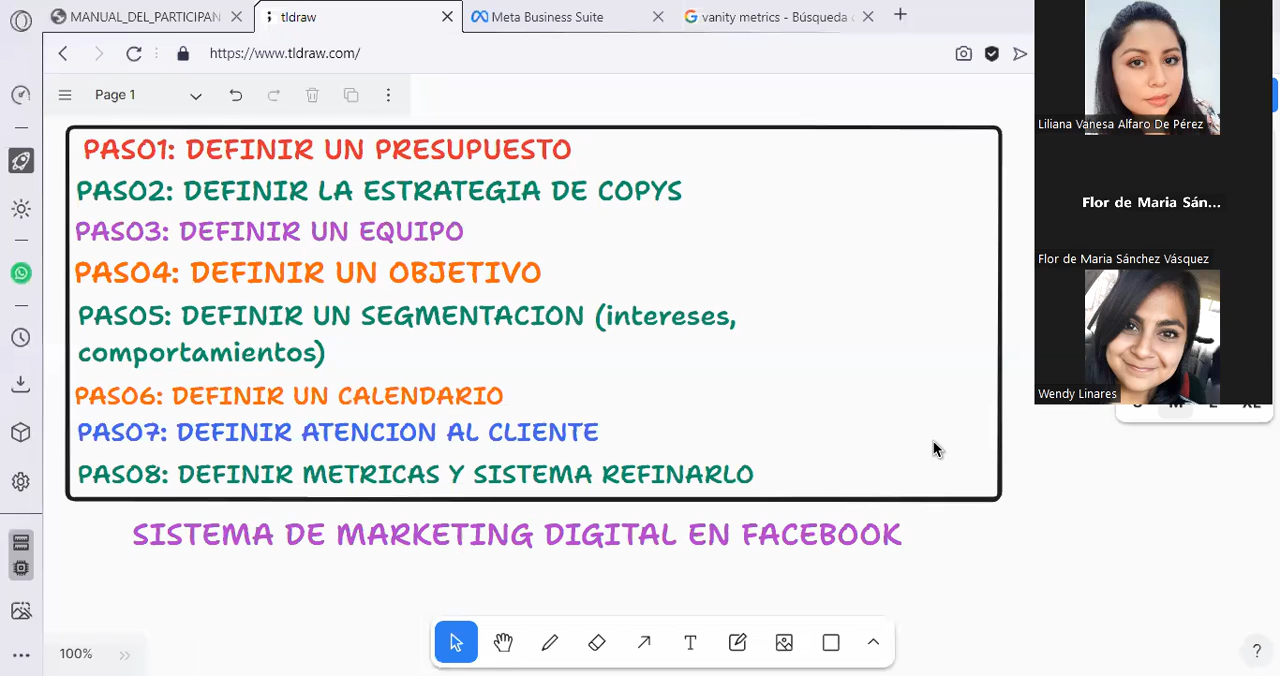 MANUAL_DEL_PARTICIPAN
tldraw
Meta Business Suite
vanity metrics - Búsqueda
https://www.tldraw.com/
Page 1
PASO1: DEFINIR UN PRESUPUESTO
PASO2: DEFINIR LA ESTRATEGIA DE COPYS
PASO3: DEFINIR UN EQUIPO
PASO4: DEFINIR UN OBJETIVO
PASO5: DEFINIR UN SEGMENTACION (intereses,
comportamientos)
PASO6: DEFINIR UN CALENDARIO
PASO7: DEFINIR ATENCION AL CLIENTE
PASO8: DEFINIR METRICAS Y SISTEMA REFINARLO
SISTEMA DE MARKETING DIGITAL EN FACEBOOK
Liliana Vanesa Alfaro De Pérez
Flor de Maria Sán...
Flor de Maria Sánchez Vásquez
Wendy Linares
100%
T
?